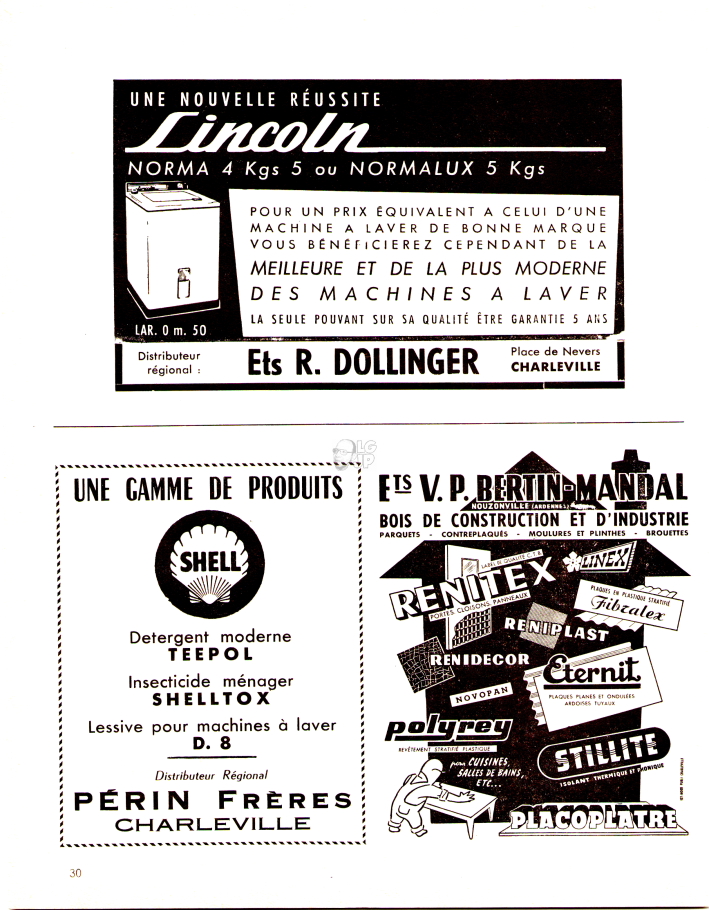 UNE NOUVELLE RÉUSSITE
Lincoln
NORMA 4 Kgs 5 ou NORMALUX 5 Kgs
POUR UN PRIX ÉQUIVALENT A CELUI D'UNE
MACHINE A LAVER DE BONNE MARQUE
VOUS BÉNÉFICIEREZ CEPENDANT DE LA
MEILLEURE ET DE LA PLUS MODERNE
DES MACHINES A LAVER
LA SEULE POUVANT SUR SA QUALITÉ ÊTRE GARANTIE 5 ANS
LAR. 0 m. 50
Distributeur
régional :
Ets R. DOLLINGER
Place de Nevers
CHARLEVILLE
UNE GAMME DE PRODUITS
SHELL
Detergent moderne
TEEPOL
Insecticide ménager
SHELLTOX
Lessive pour machines à laver
D. 8
Distributeur Régional
PÉRIN FRÈRES
CHARLEVILLE
ETS V. P. BERTIN-MANDAL
NOUZONVILLE (ARDENNES)
BOIS DE CONSTRUCTION ET D'INDUSTRIE
PARQUETS - CONTREPLAQUÉS - MOULURES ET PLINTHES - BROUETTES
LABEL DE QUALITÉ C.T.B.
LINEX
RENITEX
PORTES, CLOISONS, PANNEAUX
PLAQUES EN PLASTIQUE STRATIFIÉ
Fibralex
RENIPLAST
RENIDECOR
Eternit
PLAQUES PLANES ET ONDULÉES
ARDOISES TUYAUX
NOVOPAN
polyrey
REVÊTEMENT STRATIFIÉ PLASTIQUE
pour CUISINES,
SALLES DE BAINS,
ETC...
STILLITE
ISOLANT THERMIQUE ET PHONIQUE
PLACOPLATRE
30